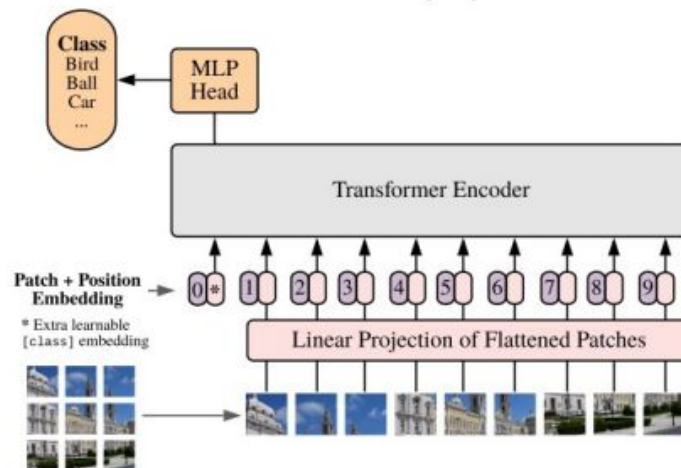 Class
Bird
Ball
Car
...
MLP
Head
Transformer Encoder
Patch + Position
Embedding
0 * 1 2 3 4 5 6 7 8 9
* Extra learnable
[class] embedding
Linear Projection of Flattened Patches